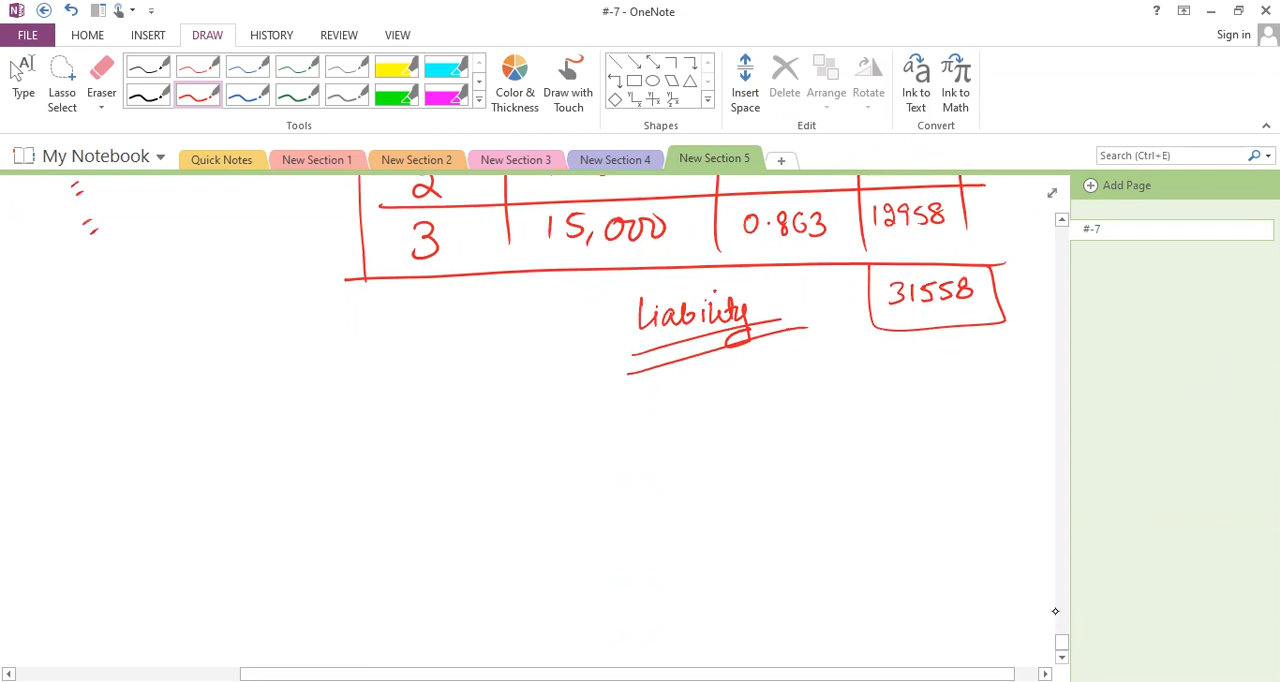 #-7 - OneNote
?
FILE HOME INSERT DRAW HISTORY REVIEW VIEW
Sign in
Type
Lasso Select
Eraser
Color & Thickness
Draw with Touch
Insert Space
Delete
Arrange
Rotate
Ink to Text
Ink to Math
Tools
Shapes
Edit
Convert
My Notebook
Quick Notes
New Section 1
New Section 2
New Section 3
New Section 4
New Section 5
Search (Ctrl+E)
Add Page
#-7
2
3 15,000 0.863 12958
31558
Liability